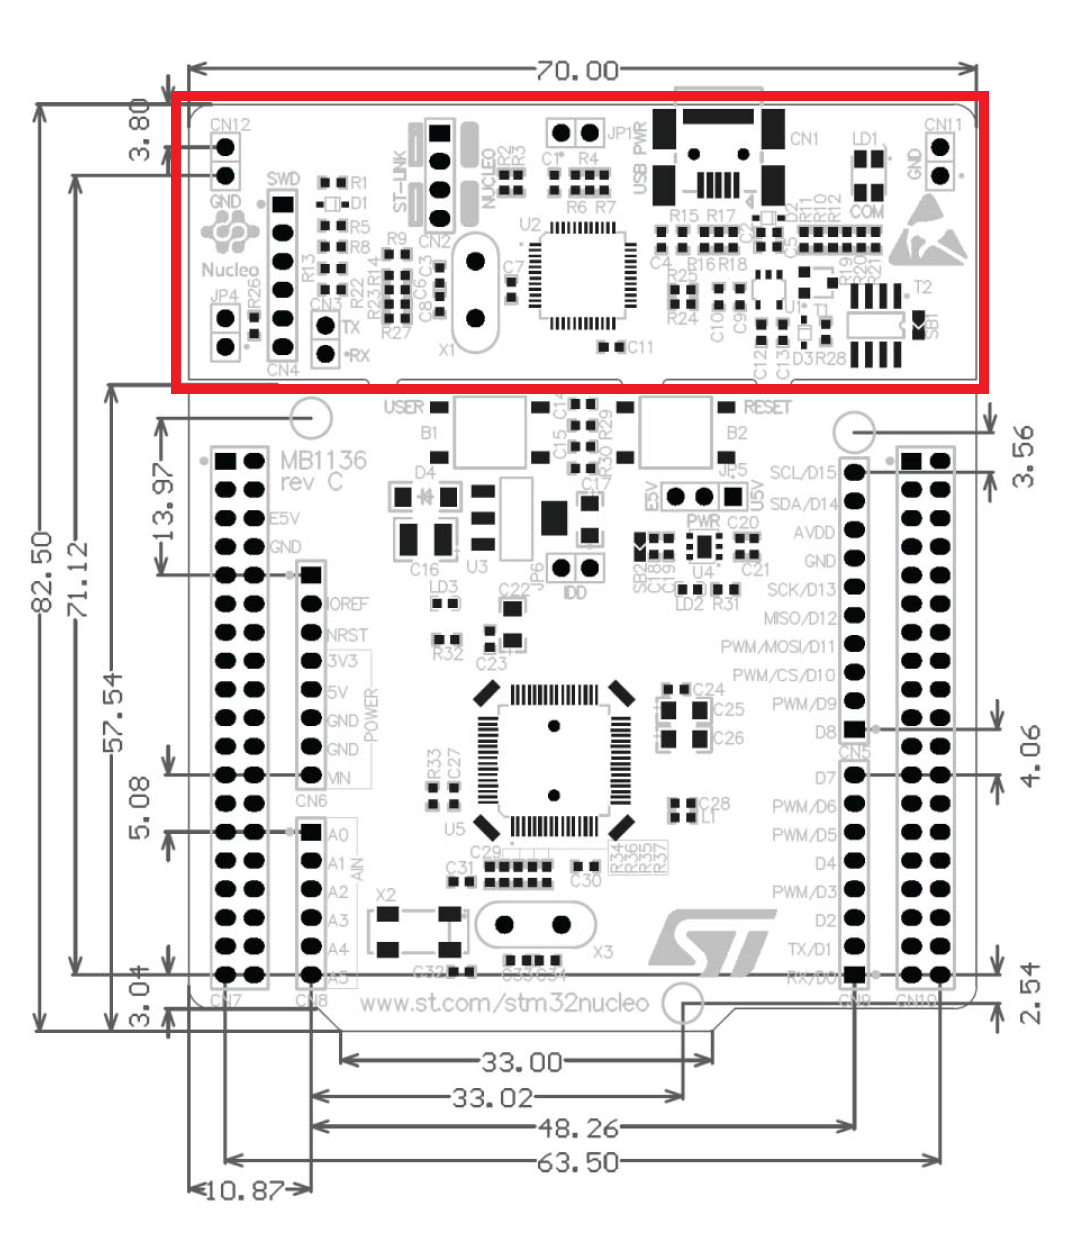 70.00
3.80
CN12
GND
SWD
Nucleo
JP4
R26
CN4
R1
D1
R5
R8
R13
R22
CN3
TX
RX
ST-LINK
NUCLEO
CN2
R9
R14
R23
R27
C3
C6
C8
X1
C7
R2
R3
C1
R4
R6
R7
JP1
U2
C11
USB PWR
CN1
R15
R17
C4
R16
R18
C2
D2
C5
R25
R24
C10
C9
U1
T1
C12
C13
D3
R28
LD1
COM
R11
R10
R12
R19
R20
R21
T2
SB1
CN11
GND
82.50
71.12
57.54
13.97
5.08
3.04
USER
B1
C14
R29
C15
R30
RESET
B2
3.56
MB1136
rev C
D4
C16
U3
C17
JP5
E5V
U5V
PWR
C20
C21
SB2
C18
C19
U4
LD2
R31
JP6
IDD
C22
LD3
R32
C23
E5V
GND
IOREF
NRST
3V3
5V
GND
GND
VIN
POWER
CN6
SCL/D15
SDA/D14
AVDD
GND
SCK/D13
MISO/D12
PWM/MOSI/D11
PWM/CS/D10
PWM/D9
D8
CN5
C24
C25
C26
R33
C27
U5
C28
L1
4.06
D7
PWM/D6
PWM/D5
D4
PWM/D3
D2
TX/D1
RX/D0
CN9
CN10
A0
A1
A2
A3
A4
A5
AIN
C29
C30
C31
R34
R36
R35
R37
X2
X3
C32
C33
C34
ST
CN7
CN8
www.st.com/stm32nucleo
2.54
33.00
33.02
48.26
63.50
10.87